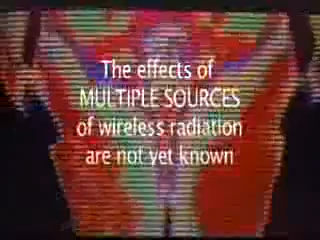 The effects of
MULTIPLE SOURCES
of wireless radiation
are not yet known